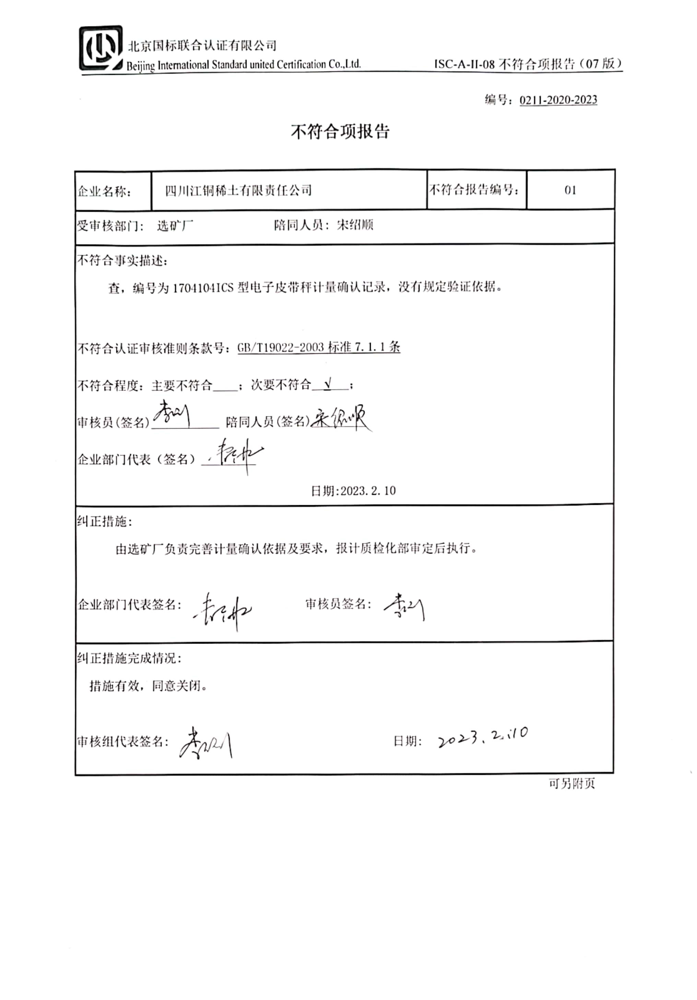 北京国标联合认证有限公司
Beijing International Standard united Certification Co.,Ltd.
ISC-A-II-08 不符合项报告（07 版）
编号：0211-2020-2023
不符合项报告
企业名称： 四川江铜稀土有限责任公司 不符合报告编号： 01
受审核部门： 选矿厂 陪同人员：宋绍顺
不符合事实描述：
查，编号为 1704104ICS 型电子皮带秤计量确认记录，没有规定验证依据。
不符合认证审核准则条款号：GB/T19022-2003 标准 7.1.1 条
不符合程度：主要不符合 ；次要不符合 √ ；
审核员(签名) 陪同人员(签名) 宋绍顺
企业部门代表（签名）
日期:2023.2.10
纠正措施：
由选矿厂负责完善计量确认依据及要求，报计质检化部审定后执行。
企业部门代表签名： 审核员签名：
纠正措施完成情况：
措施有效，同意关闭。
审核组代表签名： 日期： 2023.2.10
可另附页